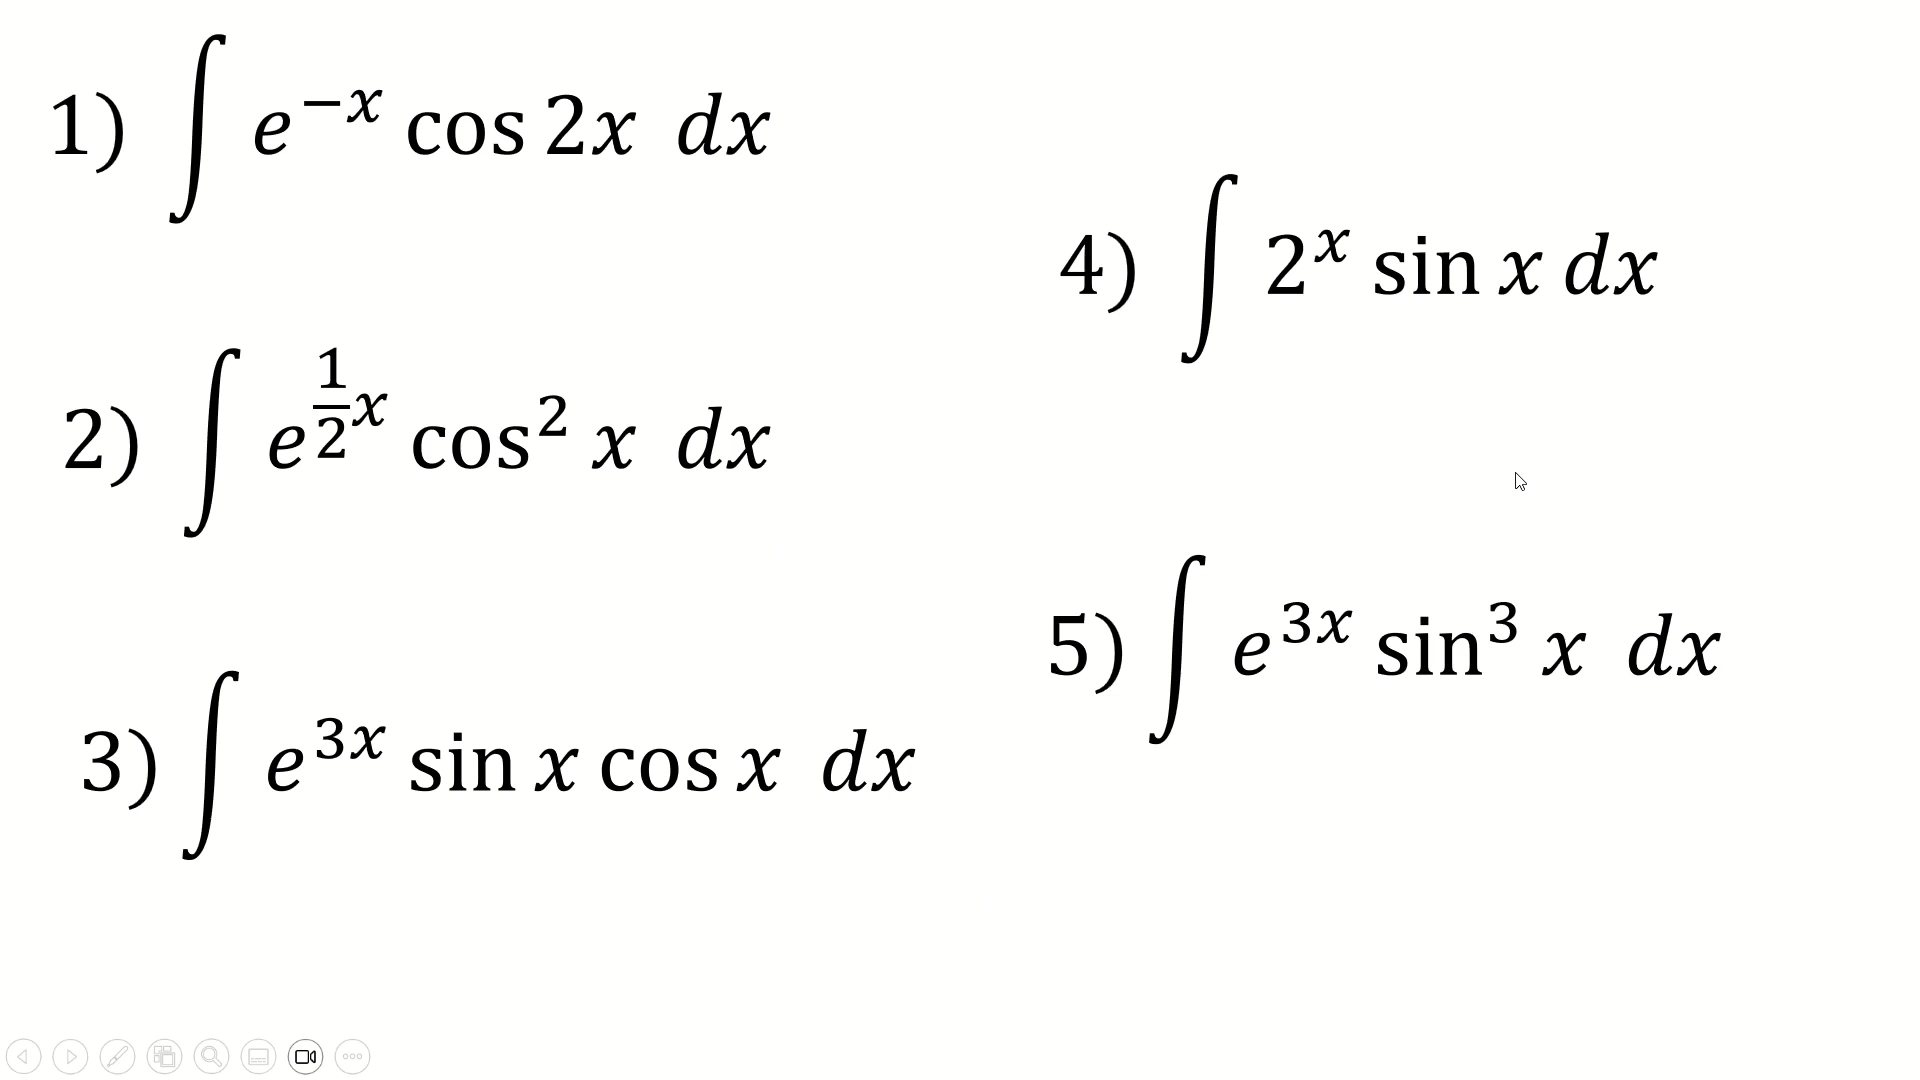 1) ∫ e^{-x} cos 2x dx
2) ∫ e^{\frac{1}{2}x} cos² x dx
3) ∫ e^{3x} sin x cos x dx
4) ∫ 2^x sin x dx
5) ∫ e^{3x} sin³ x dx